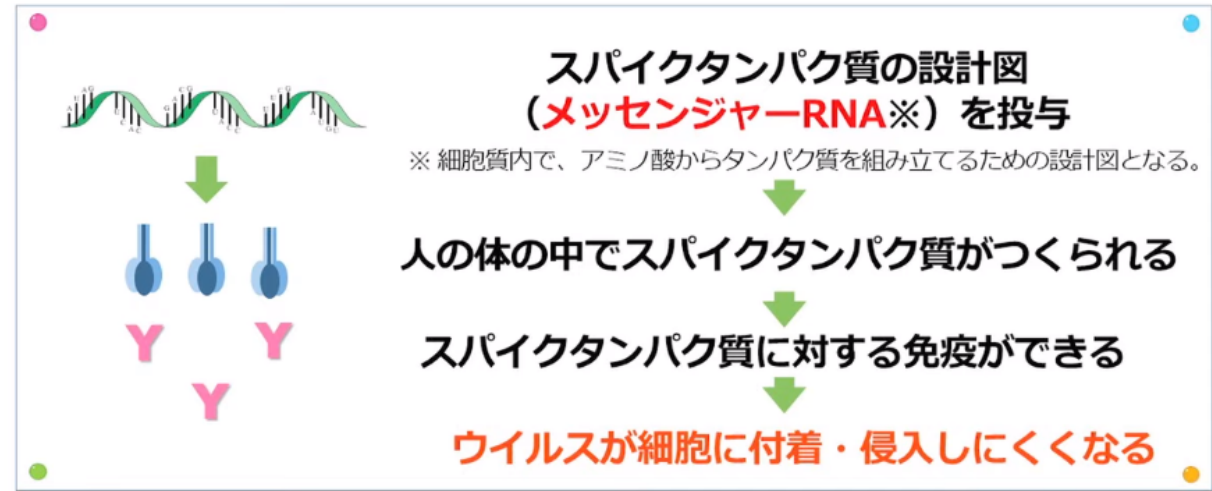 スパイクタンパク質の設計図
（メッセンジャーRNA※）を投与
※ 細胞質内で、アミノ酸からタンパク質を組み立てるための設計図となる。
人の体の中でスパイクタンパク質がつくられる
スパイクタンパク質に対する免疫ができる
ウイルスが細胞に付着・侵入しにくくなる
Y Y
Y